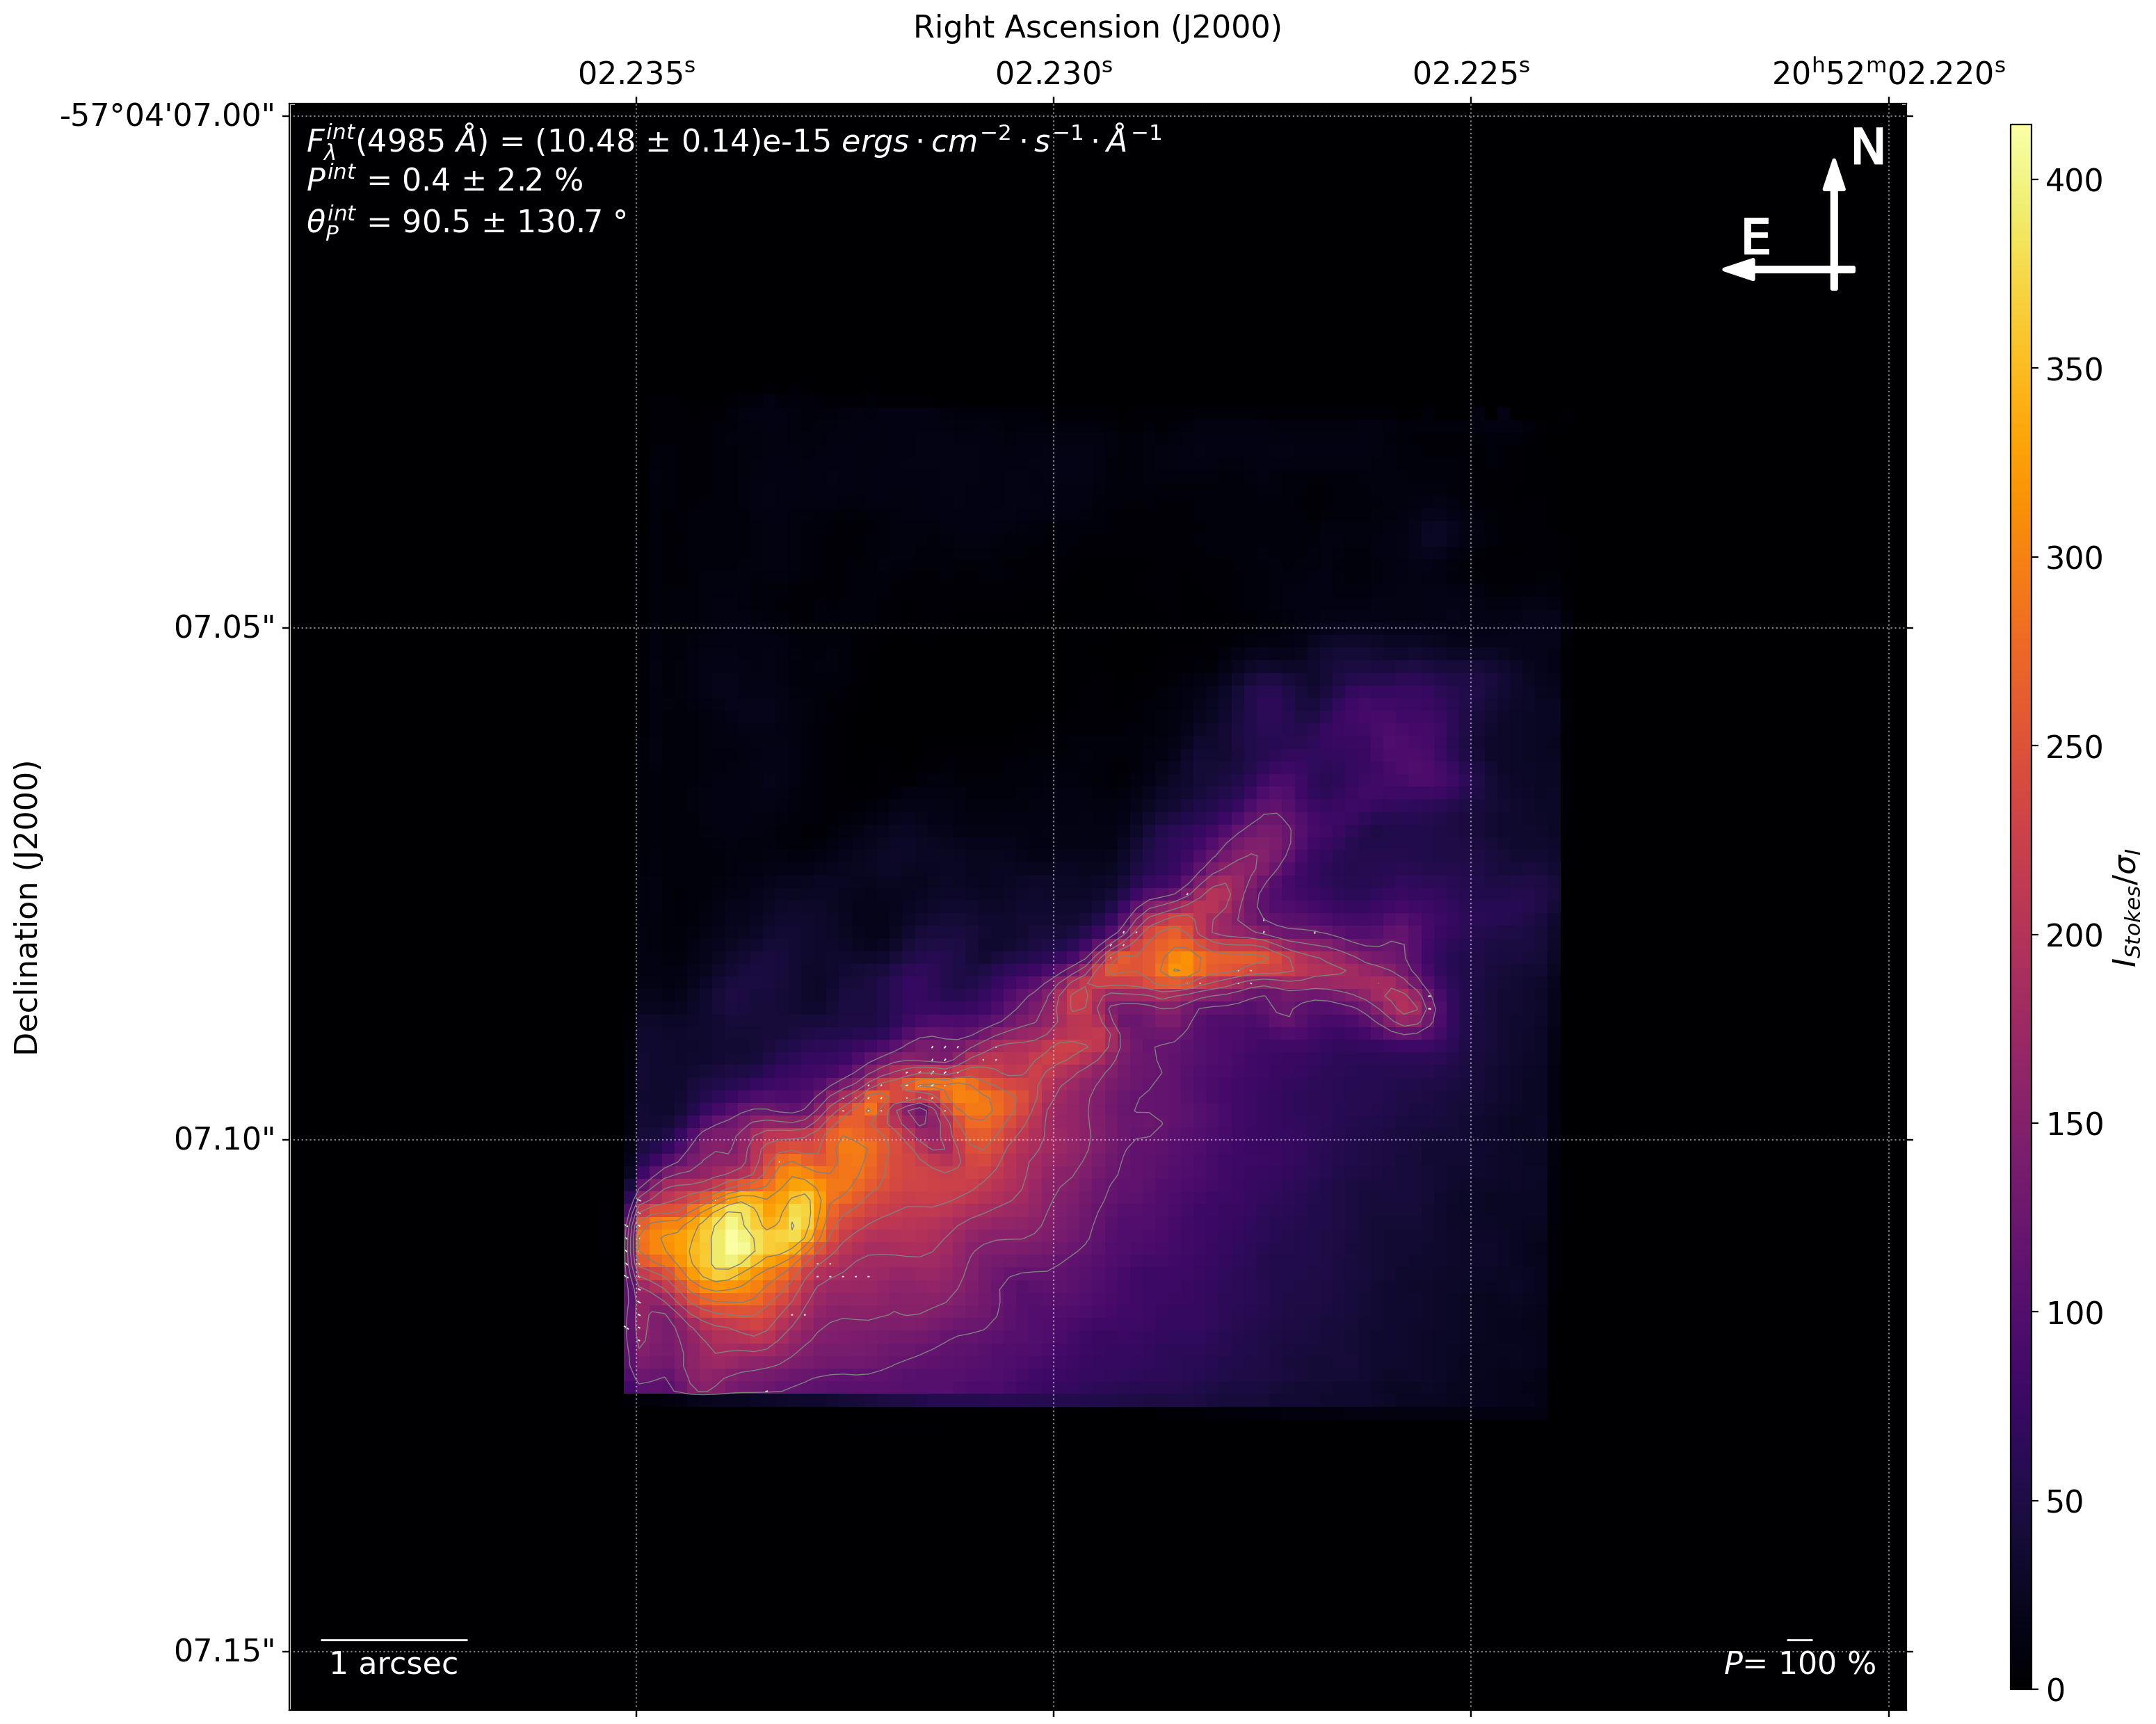 Right Ascension (J2000)
02.235ˢ 02.230ˢ 02.225ˢ 20ʰ52ᵐ02.220ˢ
-57°04'07.00"
F_λ^int(4985 Å) = (10.48 ± 0.14)e-15 ergs · cm⁻² · s⁻¹ · Å⁻¹
P^int = 0.4 ± 2.2 %
θ_P^int = 90.5 ± 130.7 °
N
E
07.05"
07.10"
07.15"
Declination (J2000)
1 arcsec
P= 100 %
400
350
300
250
200
150
100
50
0
I_Stokes/σ_I